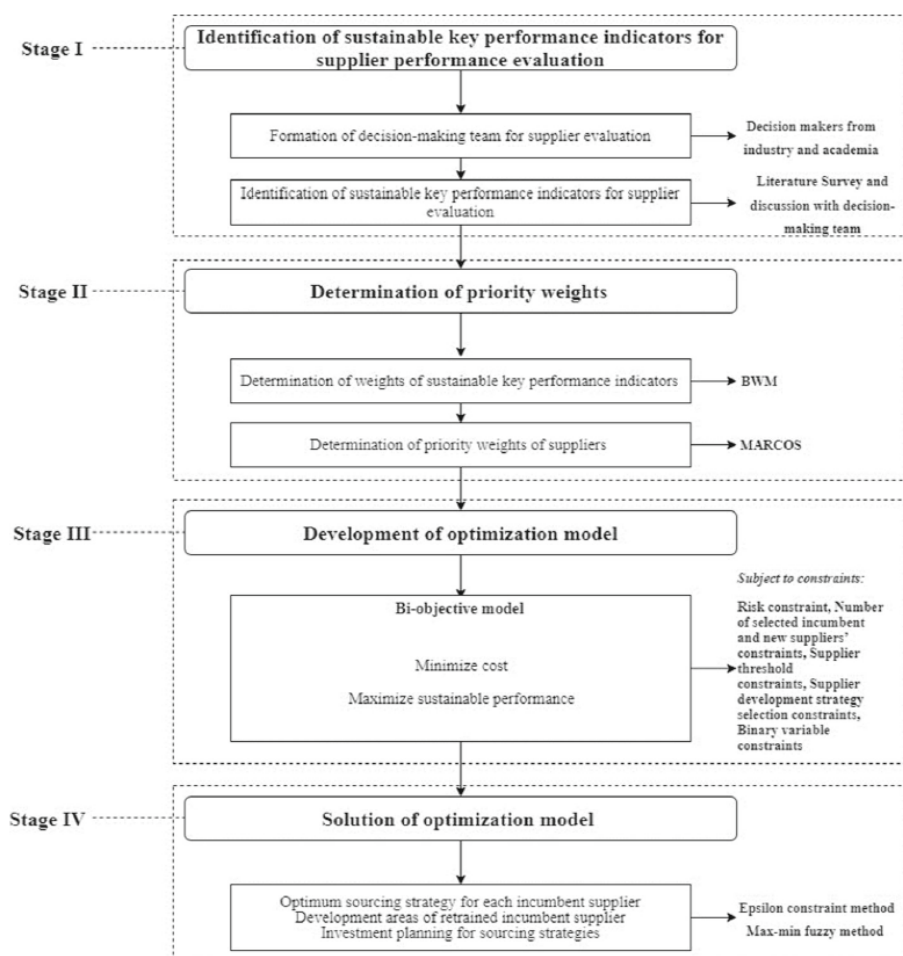 Stage I
Identification of sustainable key performance indicators for
supplier performance evaluation
Formation of decision-making team for supplier evaluation
Decision makers from
industry and academia
Identification of sustainable key performance indicators for supplier
evaluation
Literature Survey and
discussion with decision-
making team
Stage II
Determination of priority weights
Determination of weights of sustainable key performance indicators
BWM
Determination of priority weights of suppliers
MARCOS
Stage III
Development of optimization model
Bi-objective model
Minimize cost
Maximize sustainable performance
Subject to constraints:
Risk constraint, Number
of selected incumbent
and new suppliers'
constraints, Supplier
threshold
constraints, Supplier
development strategy
selection constraints,
Binary variable
constraints
Stage IV
Solution of optimization model
Optimum sourcing strategy for each incumbent supplier
Development areas of retrained incumbent supplier
Investment planning for sourcing strategies
Epsilon constraint method
Max-min fuzzy method